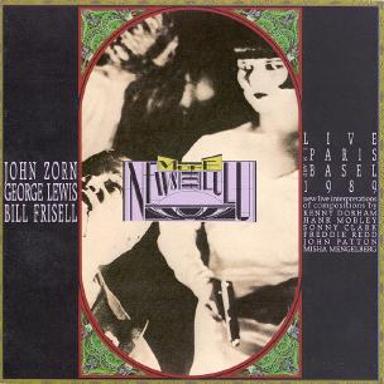 JOHN ZORN
GEORGE LEWIS
BILL FRISELL
MORE
NEWS FOR LULU
LIVE
IN
PARIS
AND
BASEL
1989
new live interpretations
of compositions by
KENNY DORHAM
HANK MOBLEY
SONNY CLARK
FREDDIE REDD
JOHN PATTON
MISHA MENGELBERG